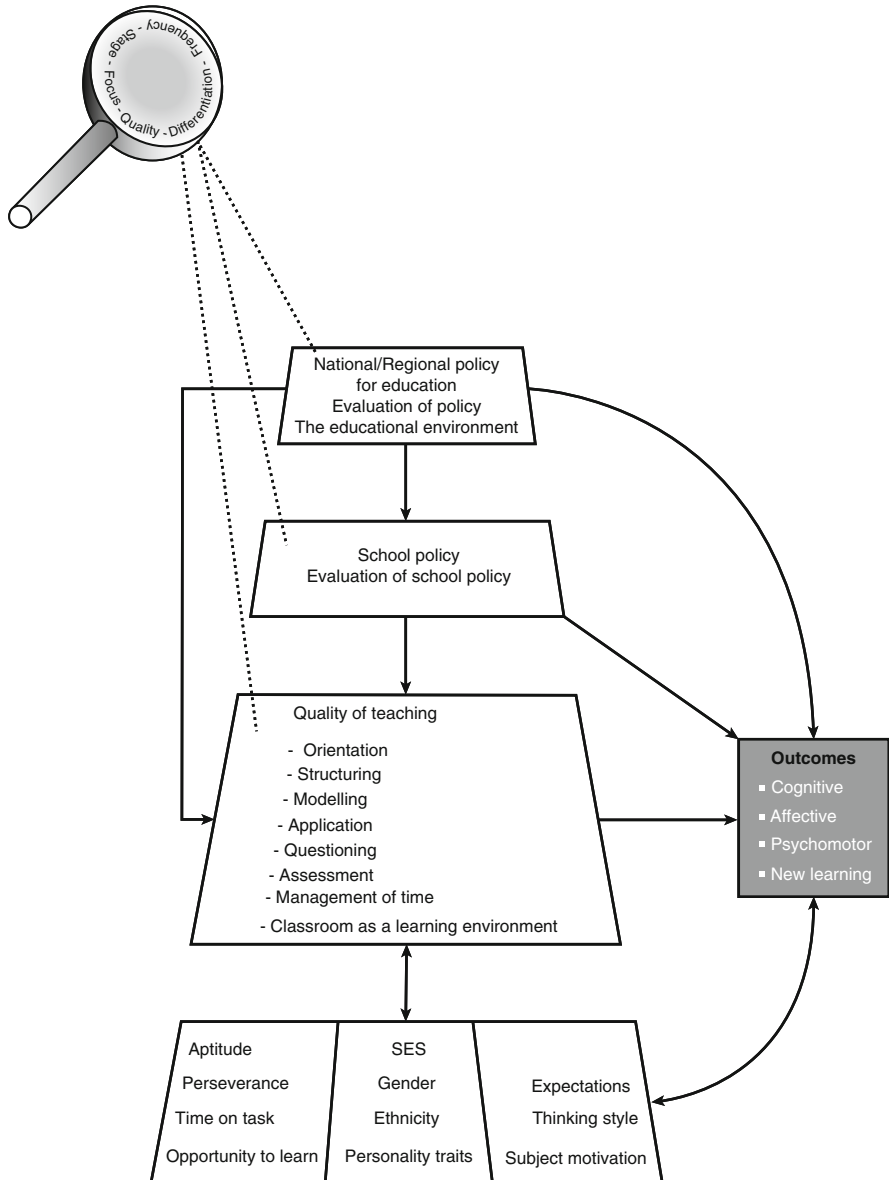 Frequency - Stage - Focus - Quality - Differentiation -
National/Regional policy
for education
Evaluation of policy
The educational environment
School policy
Evaluation of school policy
Quality of teaching
- Orientation
- Structuring
- Modelling
- Application
- Questioning
- Assessment
- Management of time
- Classroom as a learning environment
Outcomes
▪ Cognitive
▪ Affective
▪ Psychomotor
▪ New learning
Aptitude
Perseverance
Time on task
Opportunity to learn
SES
Gender
Ethnicity
Personality traits
Expectations
Thinking style
Subject motivation